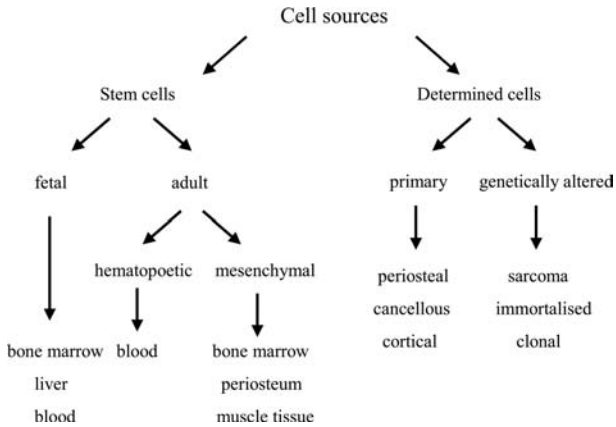 Cell sources
Stem cells
Determined cells
fetal
adult
primary
genetically altered
hematopoetic
mesenchymal
periosteal
cancellous
cortical
sarcoma
immortalised
clonal
bone marrow
liver
blood
blood
bone marrow
periosteum
muscle tissue